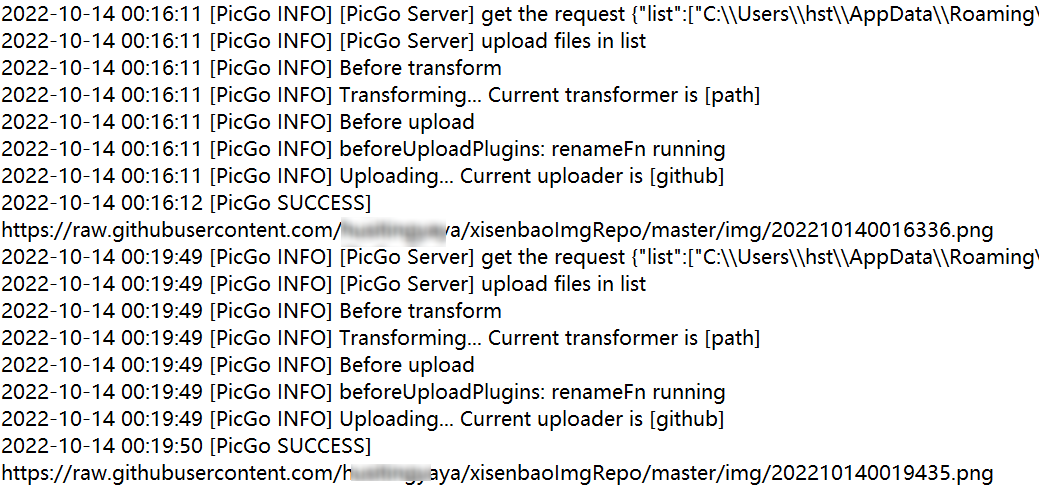 2022-10-14 00:16:11 [PicGo INFO] [PicGo Server] get the request {"list":["C:\\Users\\hst\\AppData\\Roaming\
2022-10-14 00:16:11 [PicGo INFO] [PicGo Server] upload files in list
2022-10-14 00:16:11 [PicGo INFO] Before transform
2022-10-14 00:16:11 [PicGo INFO] Transforming... Current transformer is [path]
2022-10-14 00:16:11 [PicGo INFO] Before upload
2022-10-14 00:16:11 [PicGo INFO] beforeUploadPlugins: renameFn running
2022-10-14 00:16:11 [PicGo INFO] Uploading... Current uploader is [github]
2022-10-14 00:16:12 [PicGo SUCCESS]
https://raw.githubusercontent.com/ya/xisenbaoImgRepo/master/img/202210140016336.png
2022-10-14 00:19:49 [PicGo INFO] [PicGo Server] get the request {"list":["C:\\Users\\hst\\AppData\\Roaming\
2022-10-14 00:19:49 [PicGo INFO] [PicGo Server] upload files in list
2022-10-14 00:19:49 [PicGo INFO] Before transform
2022-10-14 00:19:49 [PicGo INFO] Transforming... Current transformer is [path]
2022-10-14 00:19:49 [PicGo INFO] Before upload
2022-10-14 00:19:49 [PicGo INFO] beforeUploadPlugins: renameFn running
2022-10-14 00:19:49 [PicGo INFO] Uploading... Current uploader is [github]
2022-10-14 00:19:50 [PicGo SUCCESS]
https://raw.githubusercontent.com/h aya/xisenbaoImgRepo/master/img/202210140019435.png